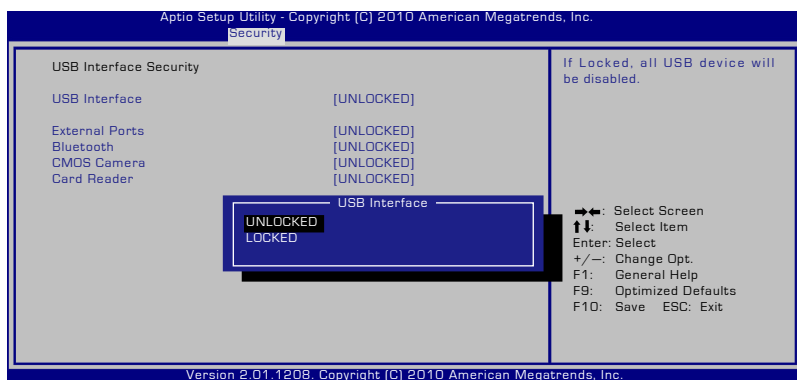 Aptio Setup Utility - Copyright (C) 2010 American Megatrends, Inc.
Security
USB Interface Security
USB Interface [UNLOCKED]
External Ports [UNLOCKED]
Bluetooth [UNLOCKED]
CMOS Camera [UNLOCKED]
Card Reader [UNLOCKED]
USB Interface
UNLOCKED
LOCKED
If Locked, all USB device will
be disabled.
→←: Select Screen
↑↓: Select Item
Enter: Select
+/—: Change Opt.
F1: General Help
F9: Optimized Defaults
F10: Save ESC: Exit
Version 2.01.1208. Copyright (C) 2010 American Megatrends, Inc.